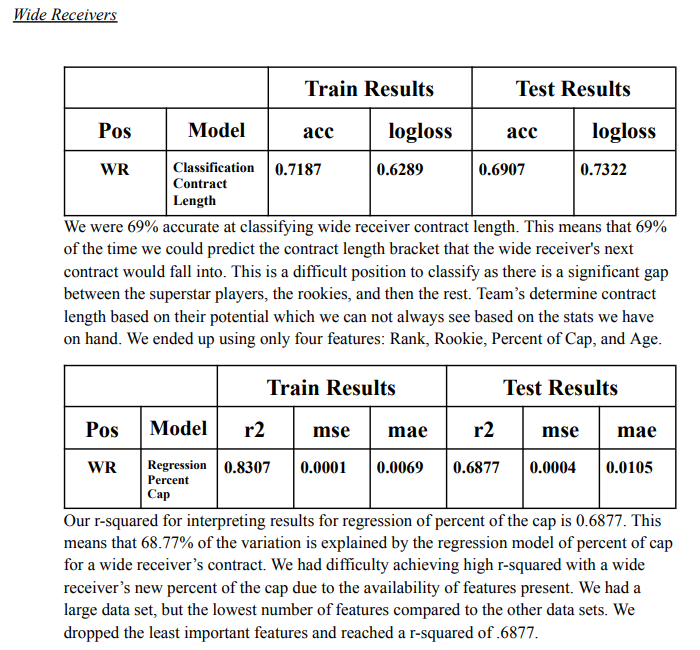 Wide Receivers
Train Results Test Results
Pos Model acc logloss acc logloss
WR Classification Contract Length 0.7187 0.6289 0.6907 0.7322
We were 69% accurate at classifying wide receiver contract length. This means that 69%
of the time we could predict the contract length bracket that the wide receiver's next
contract would fall into. This is a difficult position to classify as there is a significant gap
between the superstar players, the rookies, and then the rest. Team’s determine contract
length based on their potential which we can not always see based on the stats we have
on hand. We ended up using only four features: Rank, Rookie, Percent of Cap, and Age.
Train Results Test Results
Pos Model r2 mse mae r2 mse mae
WR Regression Percent Cap 0.8307 0.0001 0.0069 0.6877 0.0004 0.0105
Our r-squared for interpreting results for regression of percent of the cap is 0.6877. This
means that 68.77% of the variation is explained by the regression model of percent of cap
for a wide receiver’s contract. We had difficulty achieving high r-squared with a wide
receiver’s new percent of the cap due to the availability of features present. We had a
large data set, but the lowest number of features compared to the other data sets. We
dropped the least important features and reached a r-squared of .6877.